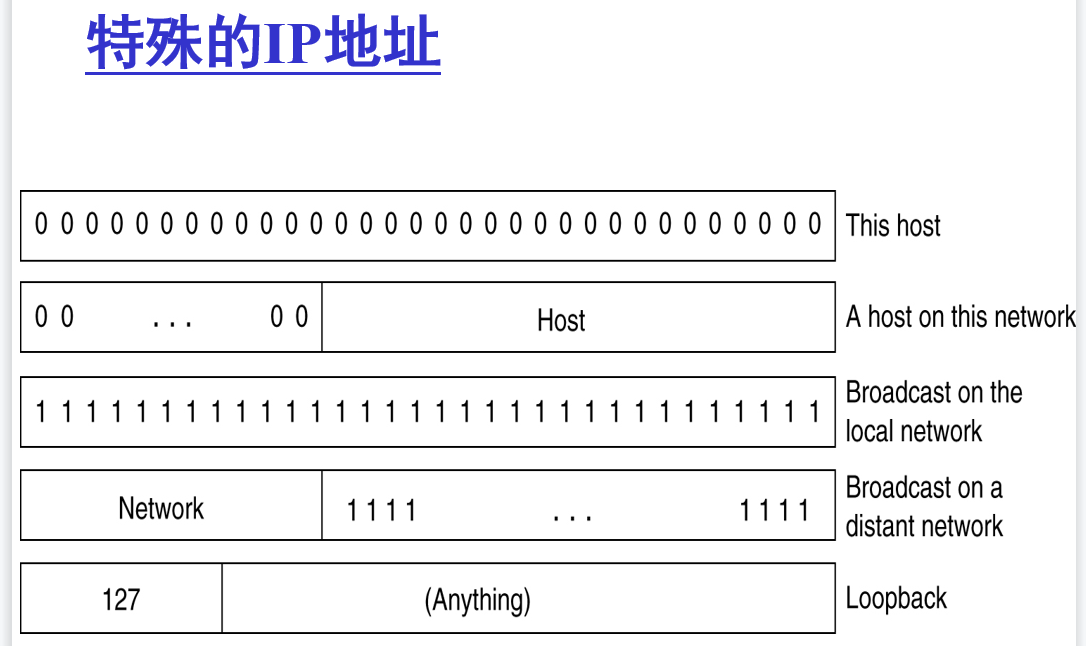 特殊的IP地址
0 0 0 0 0 0 0 0 0 0 0 0 0 0 0 0 0 0 0 0 0 0 0 0 0 0 0 0 0 0 0 0 This host
0 0 ... 0 0 Host A host on this network
1 1 1 1 1 1 1 1 1 1 1 1 1 1 1 1 1 1 1 1 1 1 1 1 1 1 1 1 1 1 1 1 Broadcast on the
local network
Network 1 1 1 1 ... 1 1 1 1 Broadcast on a
distant network
127 (Anything) Loopback